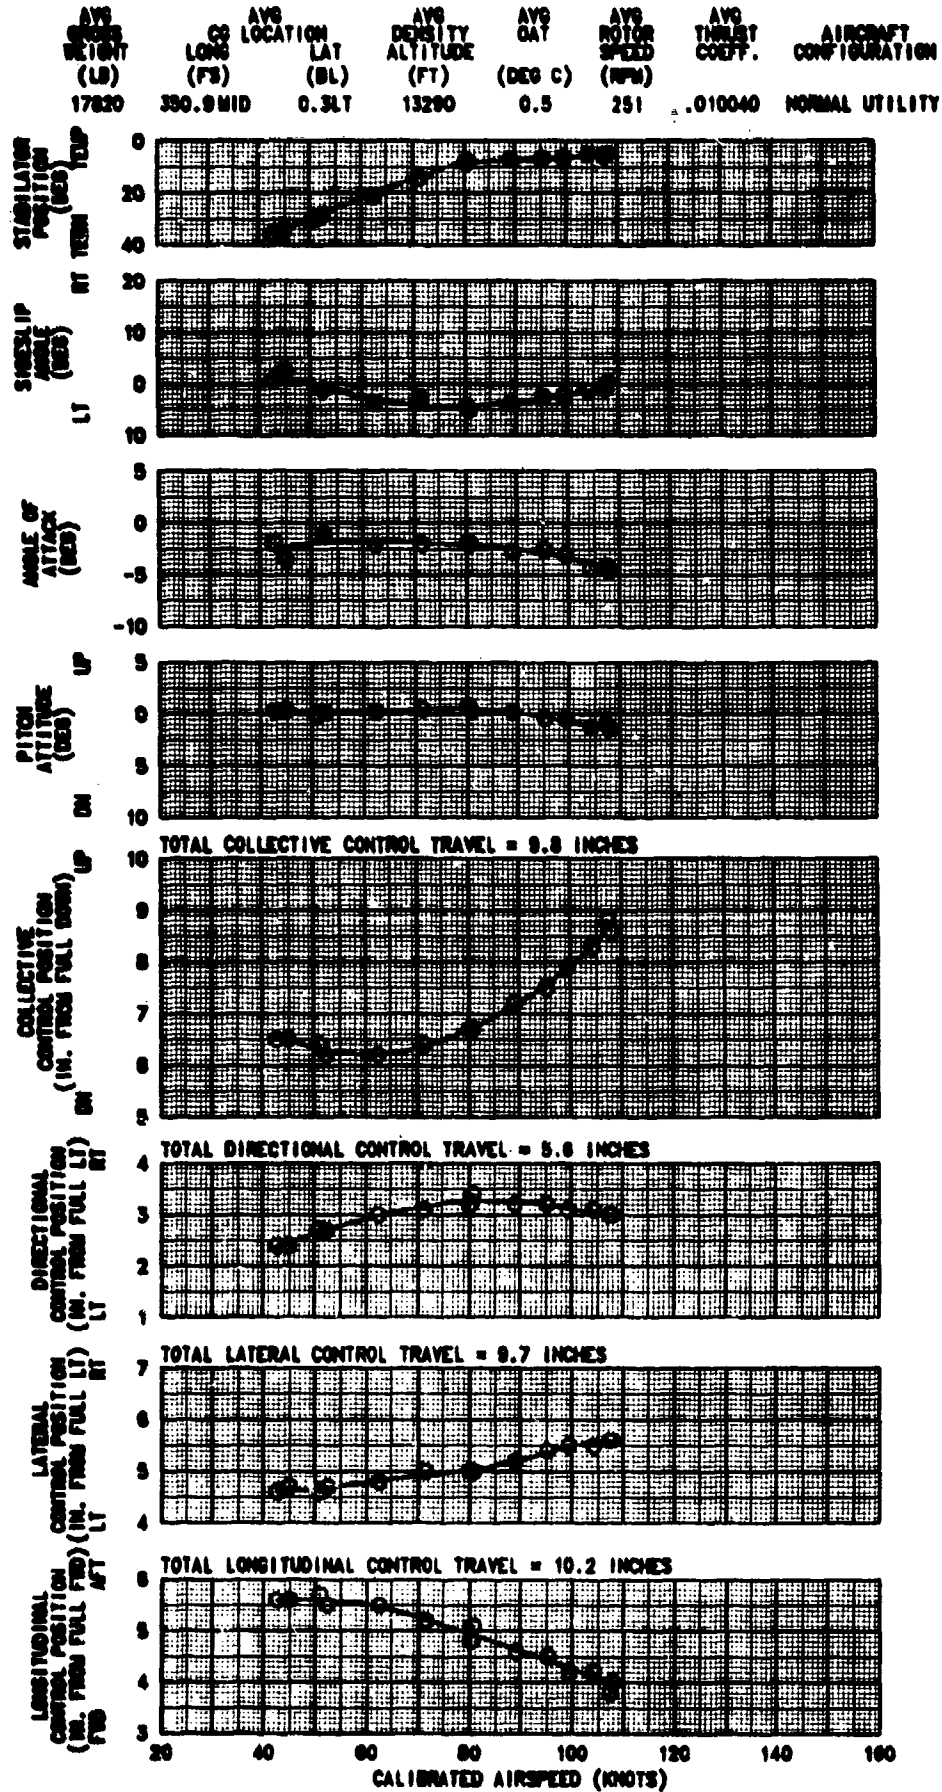 AVG GROSS WEIGHT (LB)
AVG CG LOCATION
LONG (FS)
LAT (BL)
AVG DENSITY ALTITUDE (FT)
AVG OAT (DEG C)
AVG ROTOR SPEED (RPM)
AVG THRUST COEFF.
AIRCRAFT CONFIGURATION
17820 350.9MID 0.3LT 13290 0.5 251 .010040 NORMAL UTILITY
STABILATOR POSITION (DEG)
TEDN TEUP
0
20
40
SIDESLIP ANGLE (DEG)
LT RT
20
10
0
10
ANGLE OF ATTACK (DEG)
5
0
-5
-10
PITCH ATTITUDE (DEG)
DN UP
5
0
5
10
TOTAL COLLECTIVE CONTROL TRAVEL = 9.8 INCHES
COLLECTIVE CONTROL POSITION (IN. FROM FULL DOWN)
DN UP
10
9
8
7
6
5
TOTAL DIRECTIONAL CONTROL TRAVEL = 5.6 INCHES
DIRECTIONAL CONTROL POSITION (IN. FROM FULL LT)
LT RT
4
3
2
1
TOTAL LATERAL CONTROL TRAVEL = 9.7 INCHES
LATERAL CONTROL POSITION (IN. FROM FULL LT)
LT RT
7
6
5
4
TOTAL LONGITUDINAL CONTROL TRAVEL = 10.2 INCHES
LONGITUDINAL CONTROL POSITION (IN. FROM FULL FWD)
FWD AFT
6
5
4
3
20 40 60 80 100 120 140 160
CALIBRATED AIRSPEED (KNOTS)